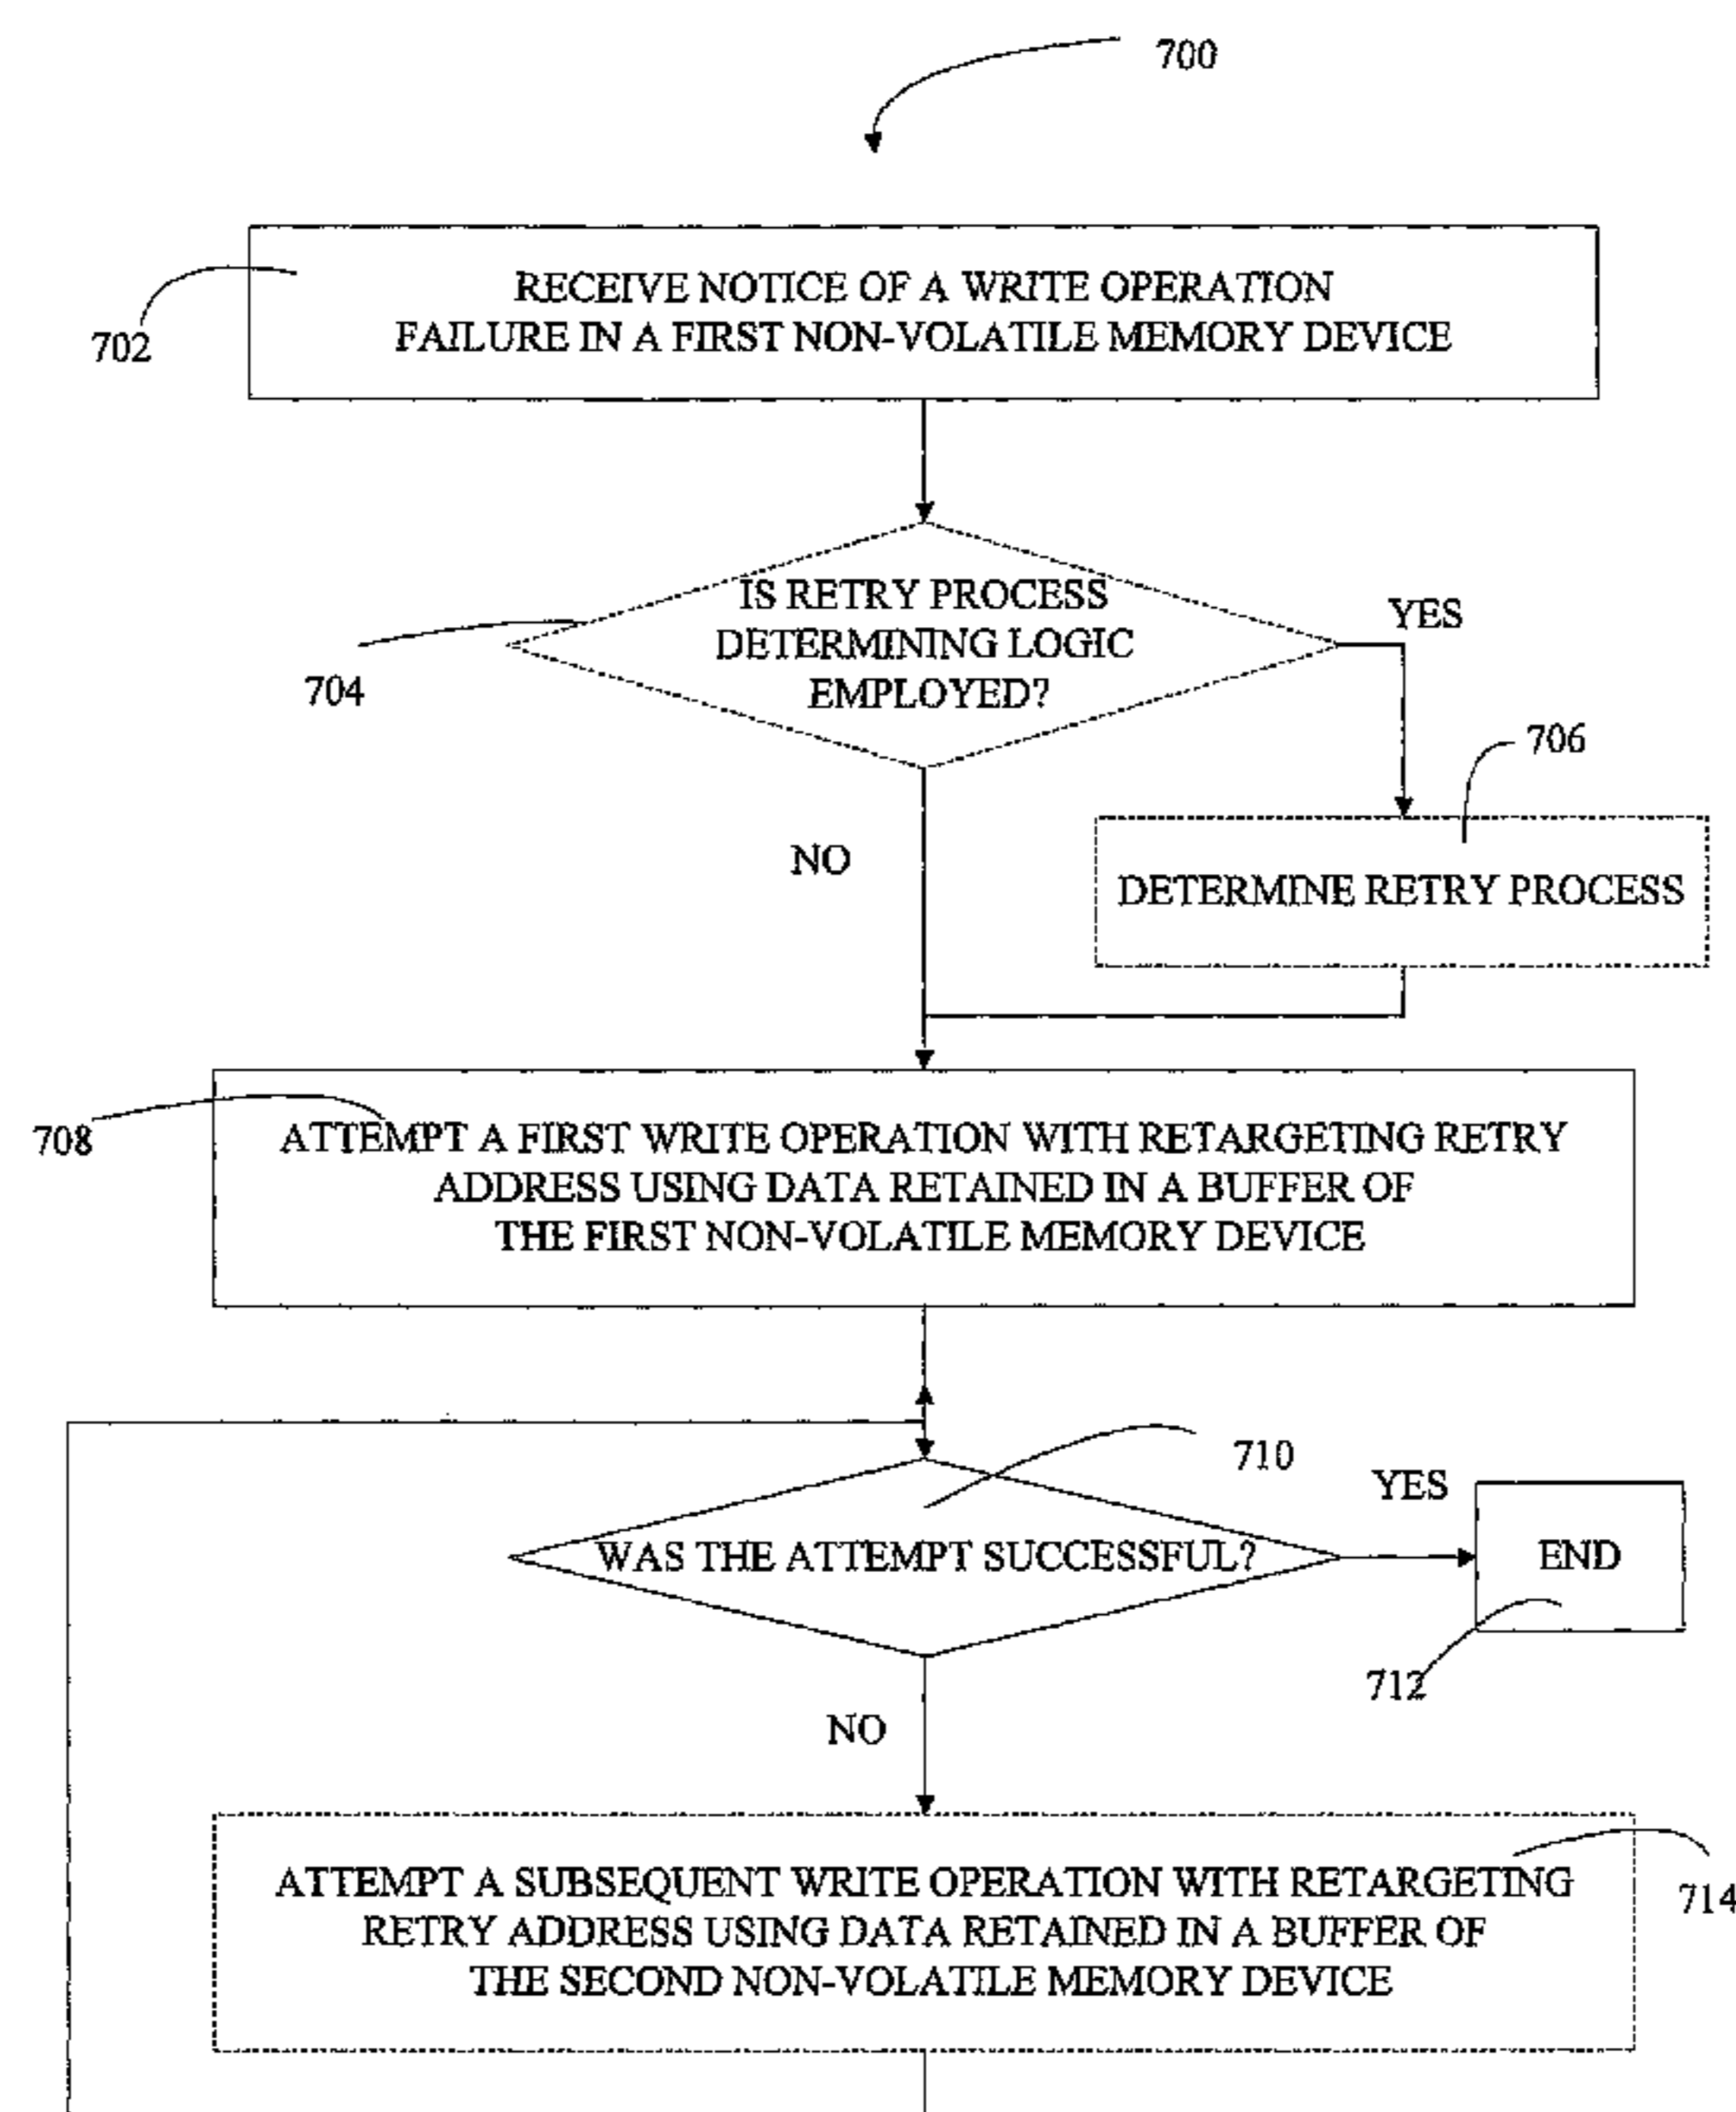 700
RECEIVE NOTICE OF A WRITE OPERATION
FAILURE IN A FIRST NON-VOLATILE MEMORY DEVICE
702
IS RETRY PROCESS
DETERMINING LOGIC
EMPLOYED?
YES
704
706
NO
DETERMINE RETRY PROCESS
708
ATTEMPT A FIRST WRITE OPERATION WITH RETARGETING RETRY
ADDRESS USING DATA RETAINED IN A BUFFER OF
THE FIRST NON-VOLATILE MEMORY DEVICE
710
YES
WAS THE ATTEMPT SUCCESSFUL?
END
712
NO
ATTEMPT A SUBSEQUENT WRITE OPERATION WITH RETARGETING
RETRY ADDRESS USING DATA RETAINED IN A BUFFER OF
THE SECOND NON-VOLATILE MEMORY DEVICE
714